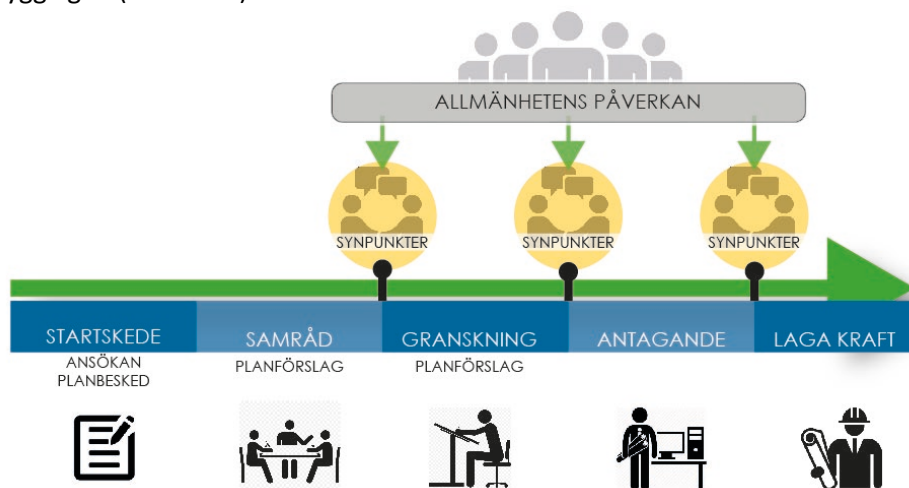 ALLMÄNHETENS PÅVERKAN
SYNPUNKTER SYNPUNKTER SYNPUNKTER
STARTSKEDE SAMRÅD GRANSKNING ANTAGANDE LAGA KRAFT
ANSÖKAN PLANFÖRSLAG PLANFÖRSLAG
PLANBESKED